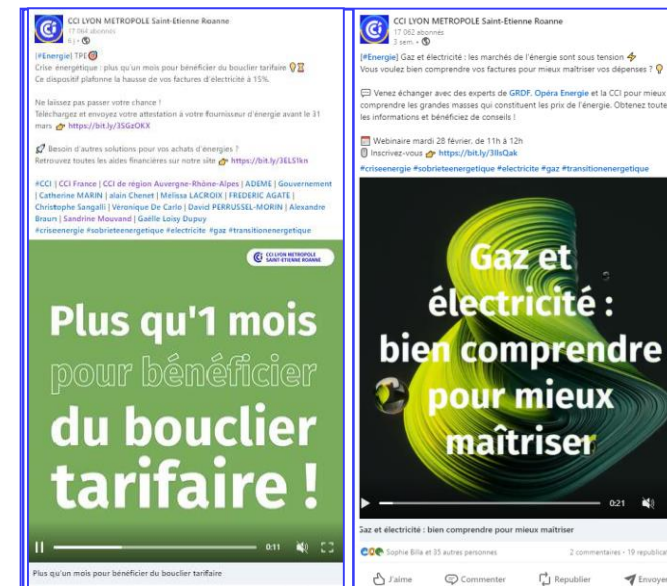 CCI LYON METROPOLE Saint-Etienne Roanne
17 064 abonnés
6 j •
[#Energie] TPE
Crise énergétique : plus qu'un mois pour bénéficier du bouclier tarifaire
Ce dispositif plafonne la hausse de vos factures d'électricité à 15%.
Ne laissez pas passer votre chance !
Téléchargez et envoyez votre attestation à votre fournisseur d'énergie avant le 31
mars 👉 https://bit.ly/3SGzOKX
Besoin d'autres solutions pour vos achats d'énergies ?
Retrouvez toutes les aides financières sur notre site 👉 https://bit.ly/3ELS1kn
#CCI | CCI France | CCI de région Auvergne-Rhône-Alpes | ADEME | Gouvernement
| Catherine MARIN | alain Chenet | Mélissa LACROIX | FREDERIC AGATE |
Christophe Sangalli | Véronique De Carlo | David PERRUSSEL-MORIN | Alexandre
Braun | Sandrine Mouvand | Gaëlle Loisy Dupuy
#criseenergie #sobrieteenergetique #electricite #gaz #transitionenergetique
CCI LYON METROPOLE
SAINT-ETIENNE ROANNE
Plus qu'1 mois
pour bénéficier
du bouclier
tarifaire !
0:11
Plus qu'un mois pour bénéficier du bouclier tarifaire
CCI LYON METROPOLE Saint-Etienne Roanne
17 062 abonnés
3 sem. •
[#Energie] Gaz et électricité : les marchés de l'énergie sont sous tension
Vous voulez bien comprendre vos factures pour mieux maîtriser vos dépenses ?
Venez échanger avec des experts de GRDF, Opéra Energie et la CCI pour mieux
comprendre les grandes masses qui constituent les prix de l'énergie. Obtenez toute
les informations et bénéficiez de conseils !
Webinaire mardi 28 février, de 11h à 12h
Inscrivez-vous 👉 https://bit.ly/3IlsQak
#criseenergie #sobrieteenergetique #electricite #gaz #transitionenergetique
Gaz et
électricité :
bien comprendre
pour mieux
maîtriser
0:21
Gaz et électricité : bien comprendre pour mieux maîtriser
Sophie Bilia et 35 autres personnes
2 commentaires • 19 republica
J'aime
Commenter
Republier
Envoyer